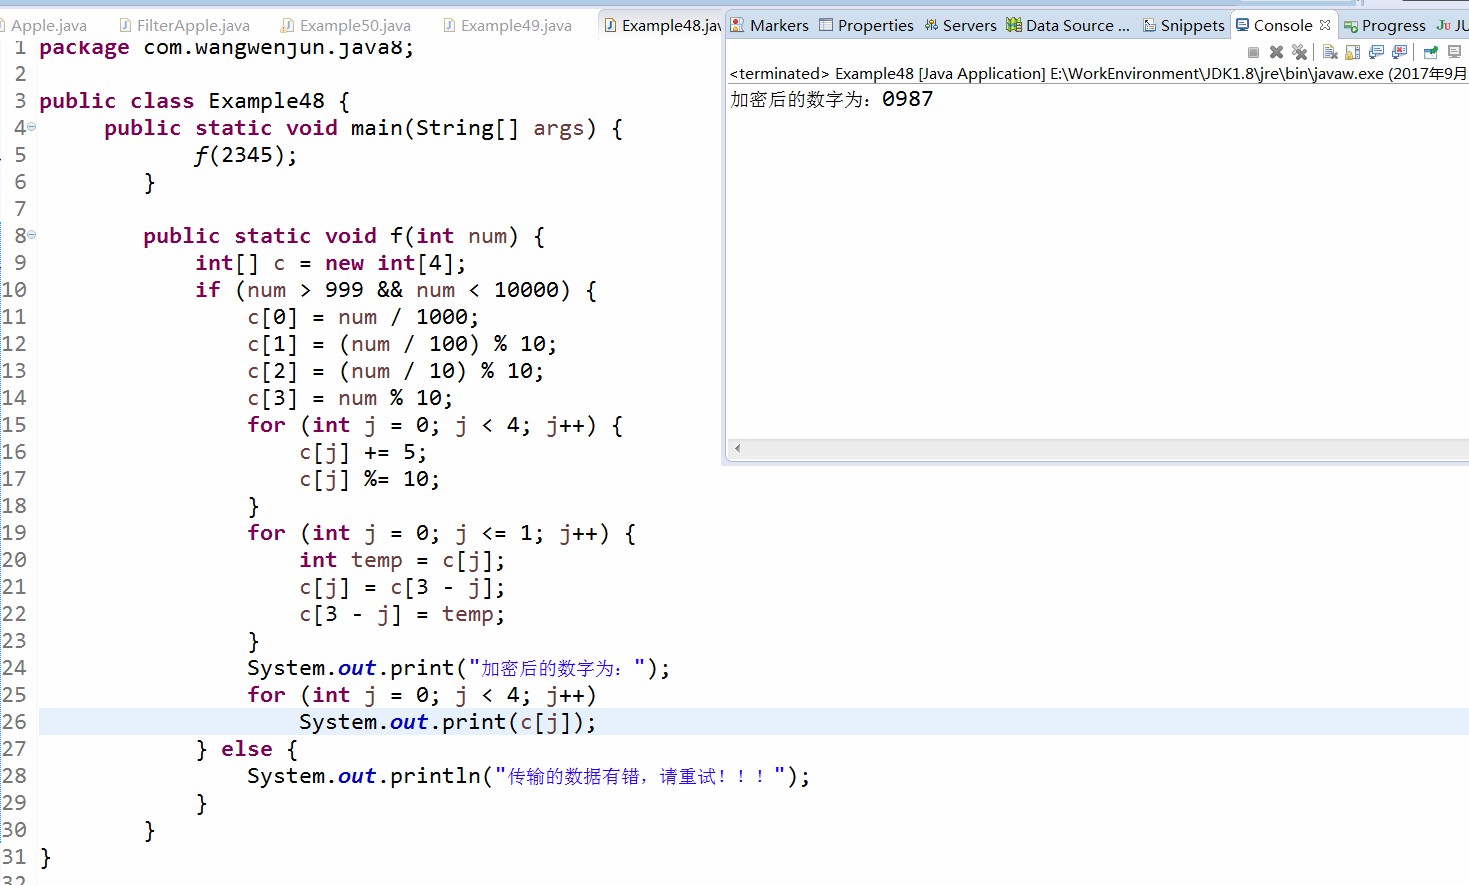 Apple.java FilterApple.java Example50.java Example49.java Example48.jav
Markers Properties Servers Data Source ... Snippets Console Progress JU
<terminated> Example48 [Java Application] E:\WorkEnvironment\JDK1.8\jre\bin\javaw.exe (2017年9月
加密后的数字为：0987
1 package com.wangwenjun.java8;
2
3 public class Example48 {
4 public static void main(String[] args) {
5 f(2345);
6 }
7
8 public static void f(int num) {
9 int[] c = new int[4];
10 if (num > 999 && num < 10000) {
11 c[0] = num / 1000;
12 c[1] = (num / 100) % 10;
13 c[2] = (num / 10) % 10;
14 c[3] = num % 10;
15 for (int j = 0; j < 4; j++) {
16 c[j] += 5;
17 c[j] %= 10;
18 }
19 for (int j = 0; j <= 1; j++) {
20 int temp = c[j];
21 c[j] = c[3 - j];
22 c[3 - j] = temp;
23 }
24 System.out.print("加密后的数字为：");
25 for (int j = 0; j < 4; j++)
26 System.out.print(c[j]);
27 } else {
28 System.out.println("传输的数据有错，请重试！！！");
29 }
30 }
31 }
32